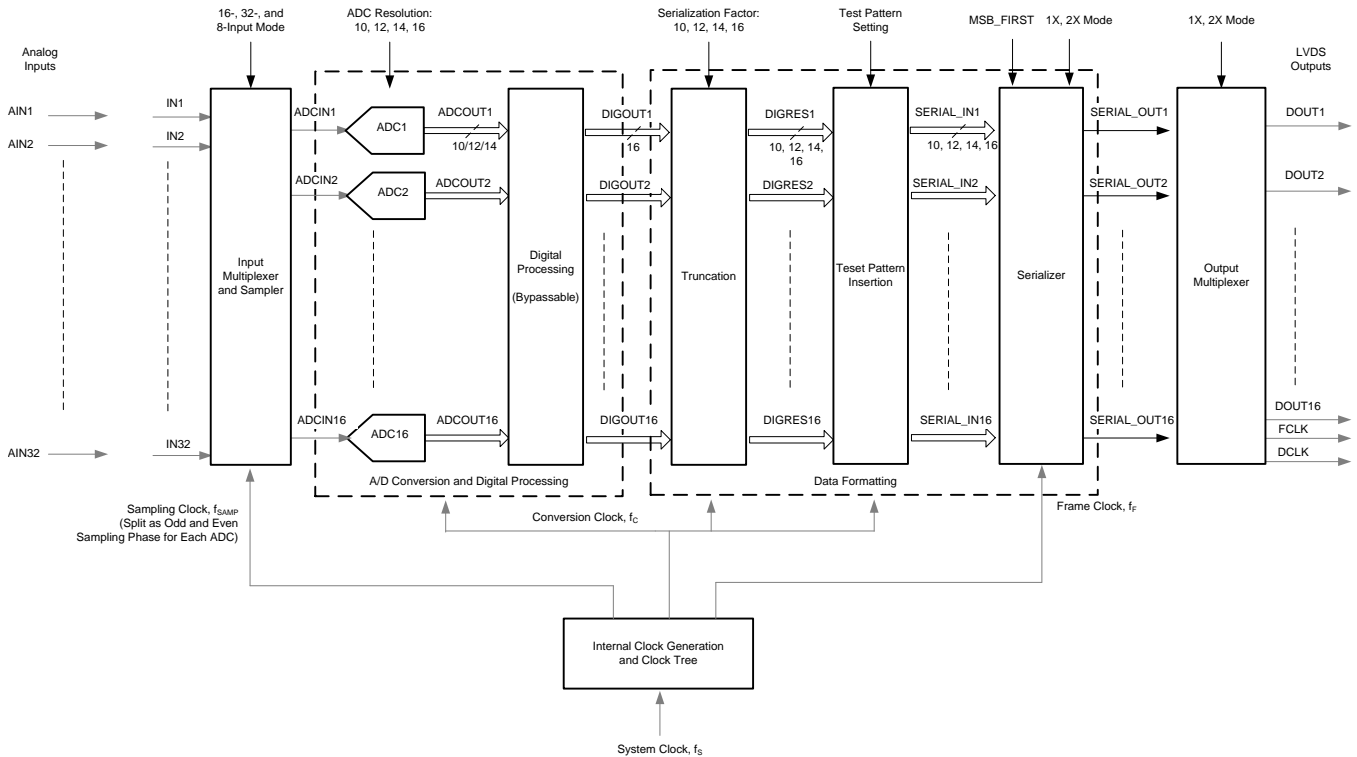 16-, 32-, and
8-Input Mode
ADC Resolution:
10, 12, 14, 16
Serialization Factor:
10, 12, 14, 16
Test Pattern
Setting
MSB_FIRST
1X, 2X Mode
1X, 2X Mode
Analog
Inputs
LVDS
Outputs
AIN1
AIN2
AIN32
IN1
IN2
IN32
Input
Multiplexer
and Sampler
ADCIN1
ADCIN2
ADCIN16
ADC1
ADC2
ADC16
ADCOUT1
10/12/14
ADCOUT2
ADCOUT16
Digital
Processing
(Bypassable)
A/D Conversion and Digital Processing
DIGOUT1
16
DIGOUT2
DIGOUT16
Truncation
DIGRES1
10, 12, 14,
16
DIGRES2
DIGRES16
Teset Pattern
Insertion
SERIAL_IN1
10, 12, 14, 16
SERIAL_IN2
SERIAL_IN16
Serializer
Data Formatting
SERIAL_OUT1
SERIAL_OUT2
SERIAL_OUT16
Output
Multiplexer
DOUT1
DOUT2
DOUT16
FCLK
DCLK
Sampling Clock, fSAMP
(Split as Odd and Even
Sampling Phase for Each ADC)
Conversion Clock, fC
Frame Clock, fF
Internal Clock Generation
and Clock Tree
System Clock, fS